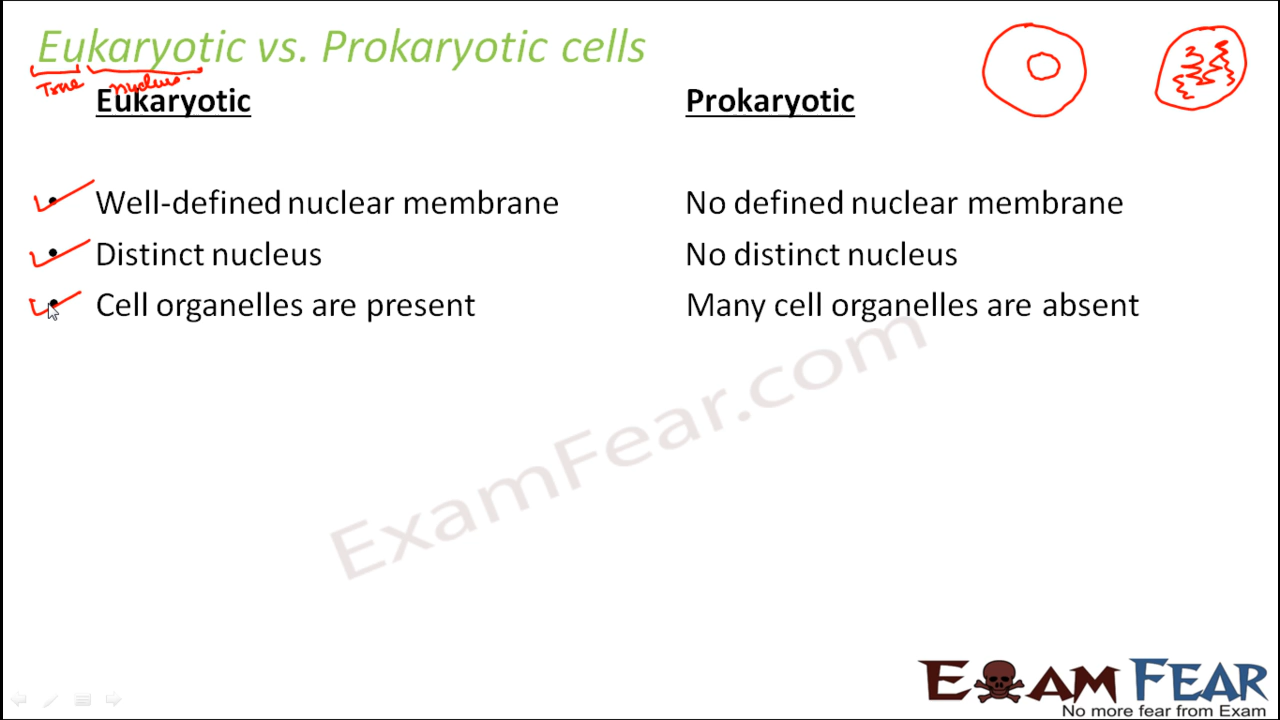 Eukaryotic vs. Prokaryotic cells
True nucleus.
Eukaryotic Prokaryotic
• Well-defined nuclear membrane No defined nuclear membrane
• Distinct nucleus No distinct nucleus
• Cell organelles are present Many cell organelles are absent
ExamFear.com
EXAM FEAR
No more fear from Exam